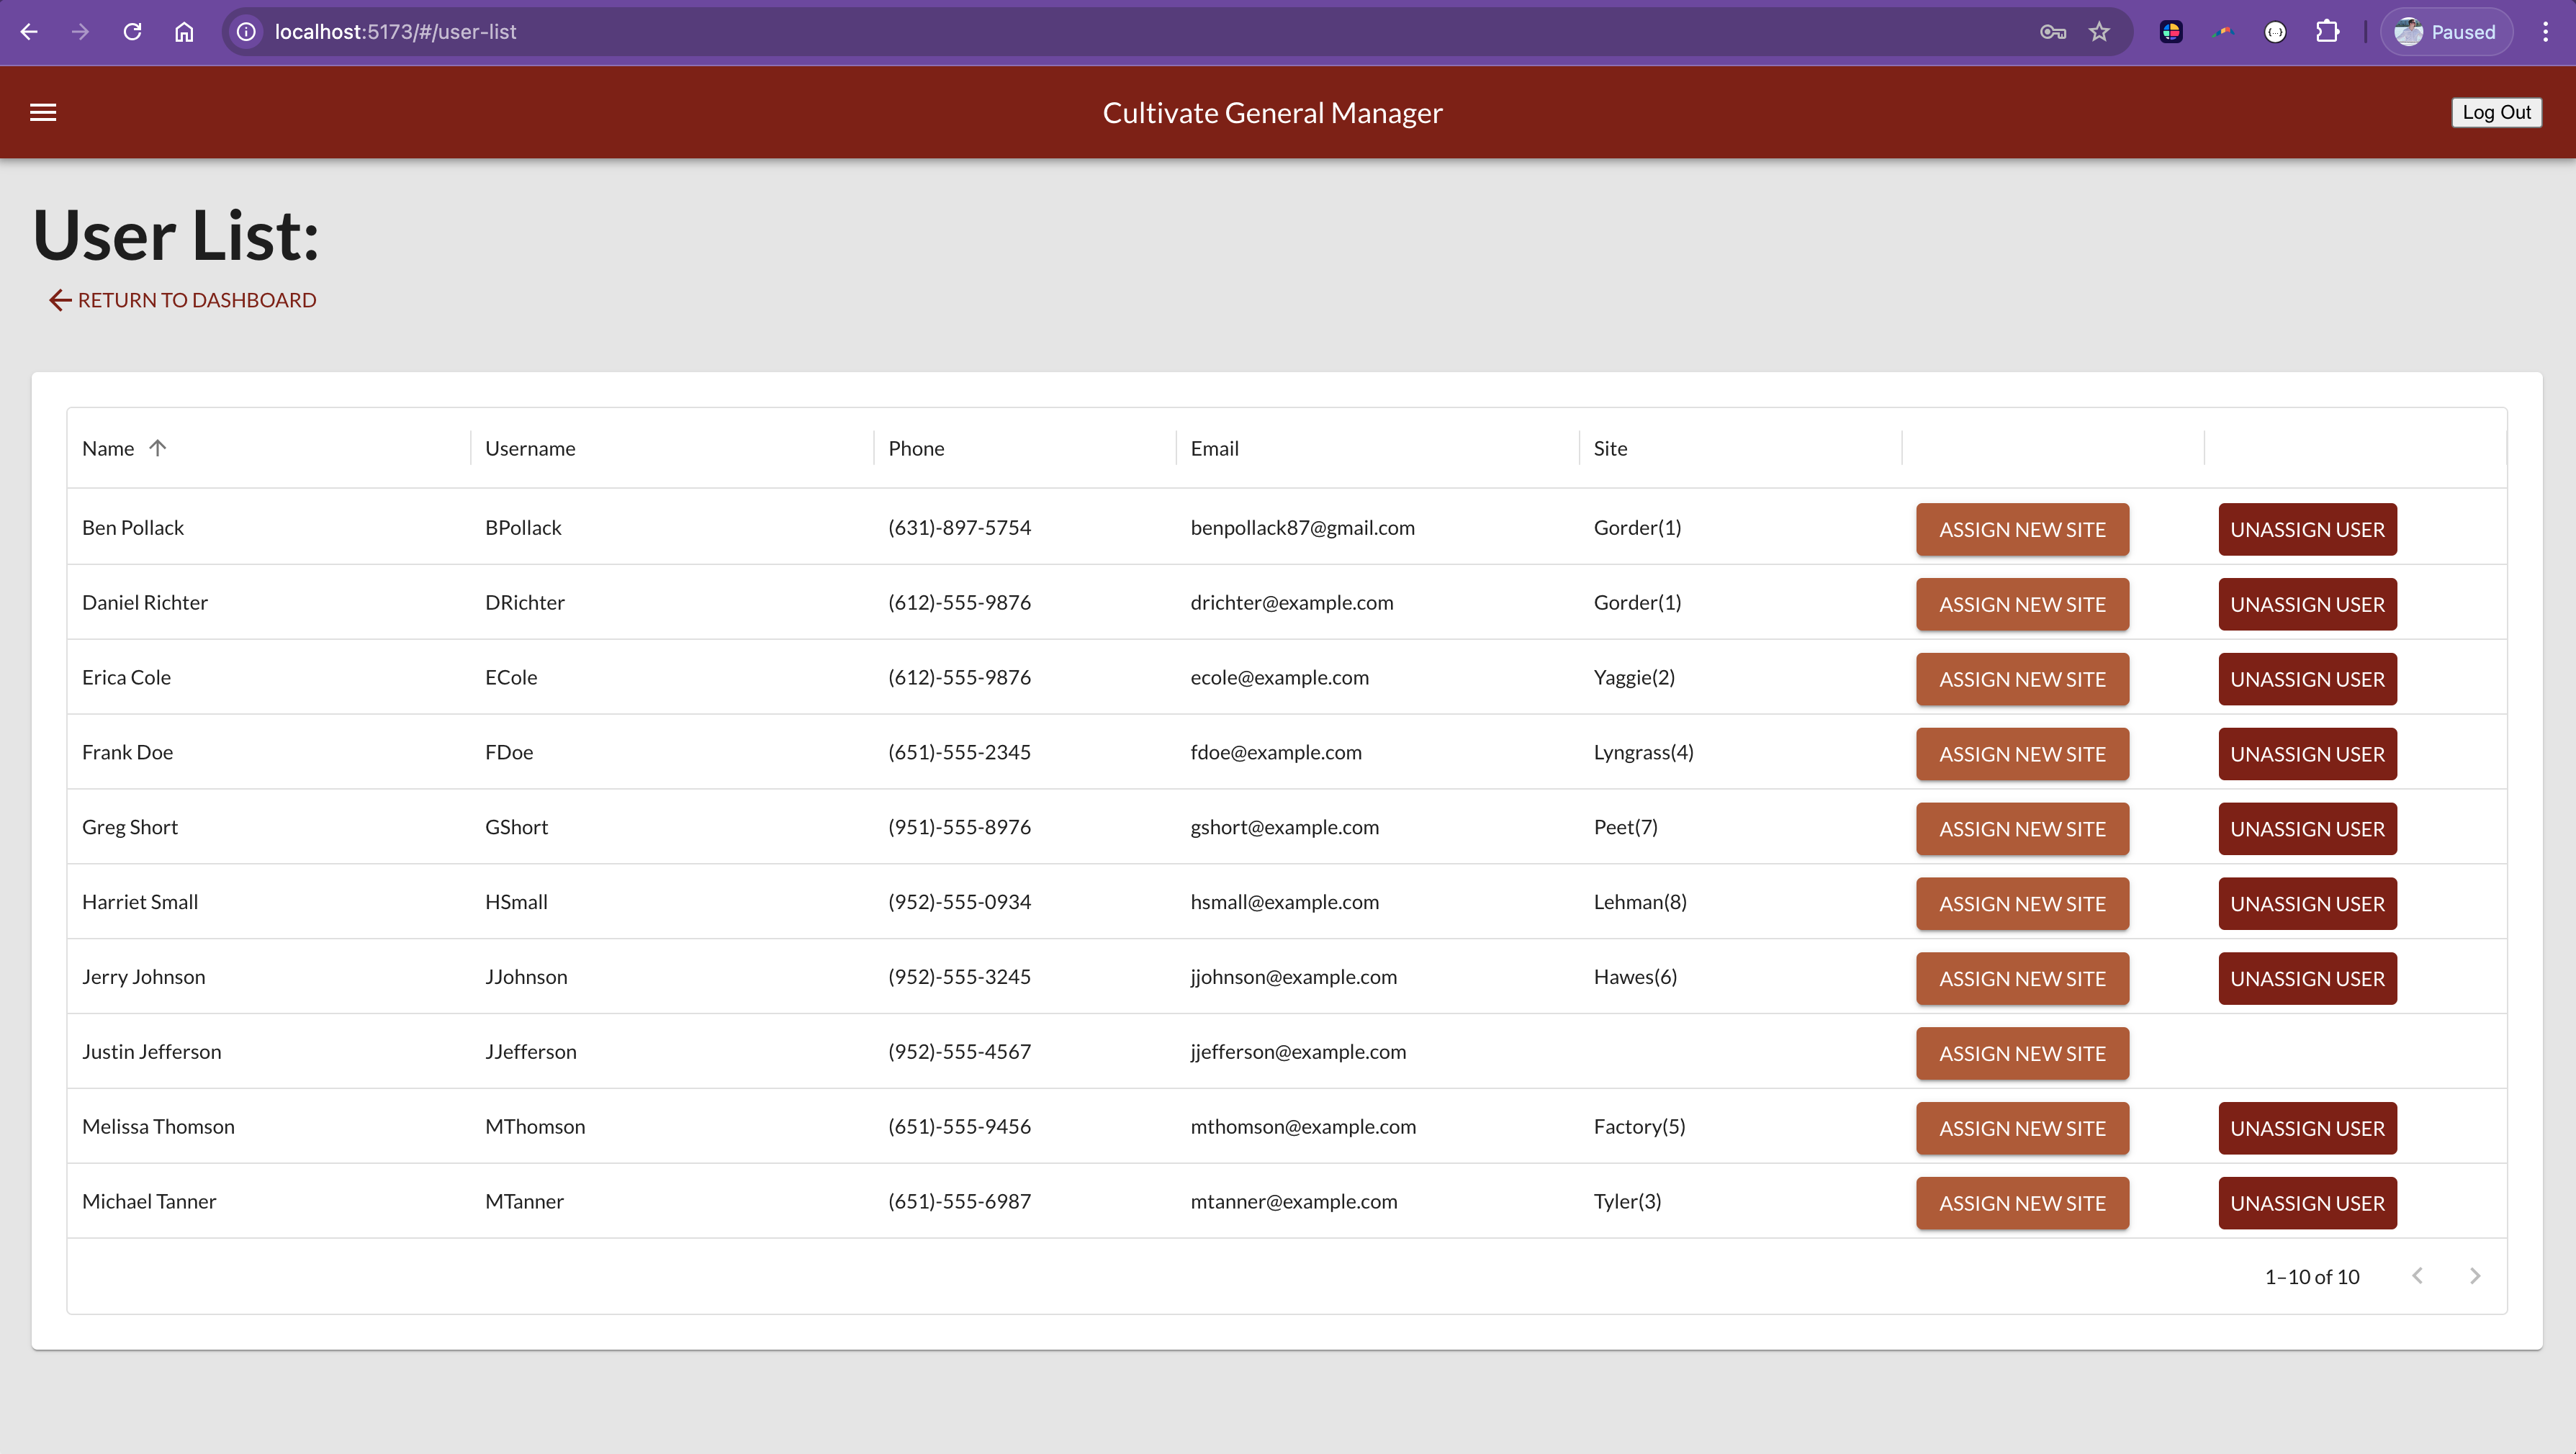 localhost:5173/#/user-list
Paused
Cultivate General Manager
Log Out
User List:
RETURN TO DASHBOARD
Name Username Phone Email Site
Ben Pollack BPollack (631)-897-5754 benpollack87@gmail.com Gorder(1) ASSIGN NEW SITE UNASSIGN USER
Daniel Richter DRichter (612)-555-9876 drichter@example.com Gorder(1) ASSIGN NEW SITE UNASSIGN USER
Erica Cole ECole (612)-555-9876 ecole@example.com Yaggie(2) ASSIGN NEW SITE UNASSIGN USER
Frank Doe FDoe (651)-555-2345 fdoe@example.com Lyngrass(4) ASSIGN NEW SITE UNASSIGN USER
Greg Short GShort (951)-555-8976 gshort@example.com Peet(7) ASSIGN NEW SITE UNASSIGN USER
Harriet Small HSmall (952)-555-0934 hsmall@example.com Lehman(8) ASSIGN NEW SITE UNASSIGN USER
Jerry Johnson JJohnson (952)-555-3245 jjohnson@example.com Hawes(6) ASSIGN NEW SITE UNASSIGN USER
Justin Jefferson JJefferson (952)-555-4567 jjefferson@example.com ASSIGN NEW SITE
Melissa Thomson MThomson (651)-555-9456 mthomson@example.com Factory(5) ASSIGN NEW SITE UNASSIGN USER
Michael Tanner MTanner (651)-555-6987 mtanner@example.com Tyler(3) ASSIGN NEW SITE UNASSIGN USER
1–10 of 10